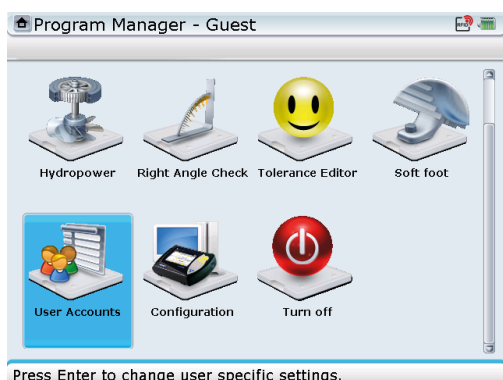 Program Manager - Guest
RFID
Hydropower
Right Angle Check
Tolerance Editor
Soft foot
User Accounts
Configuration
Turn off
Press Enter to change user specific settings.